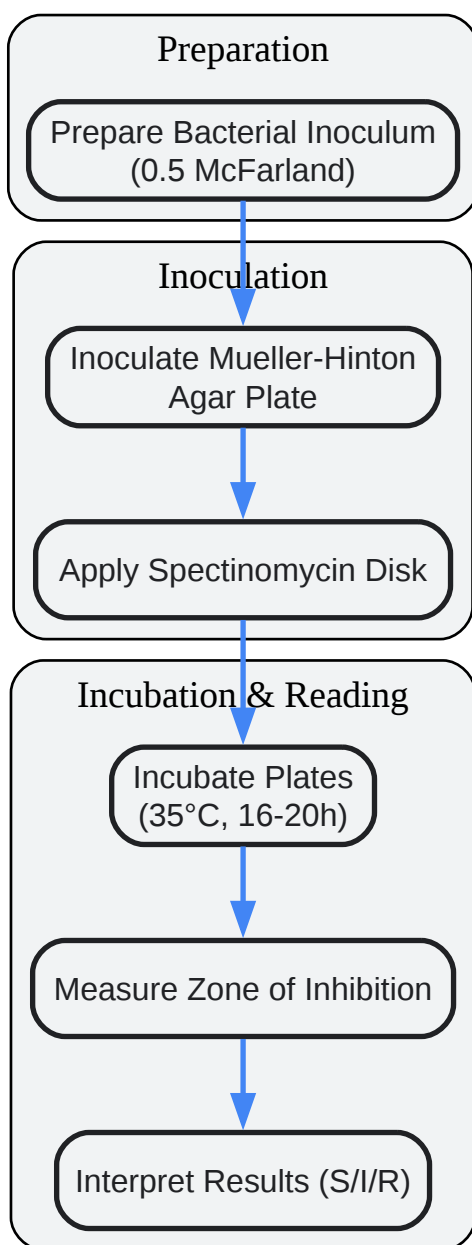 Preparation
Prepare Bacterial Inoculum
(0.5 McFarland)
Inoculation
Inoculate Mueller-Hinton
Agar Plate
Apply Spectinomycin Disk
Incubation & Reading
Incubate Plates
(35°C, 16-20h)
Measure Zone of Inhibition
Interpret Results (S/I/R)